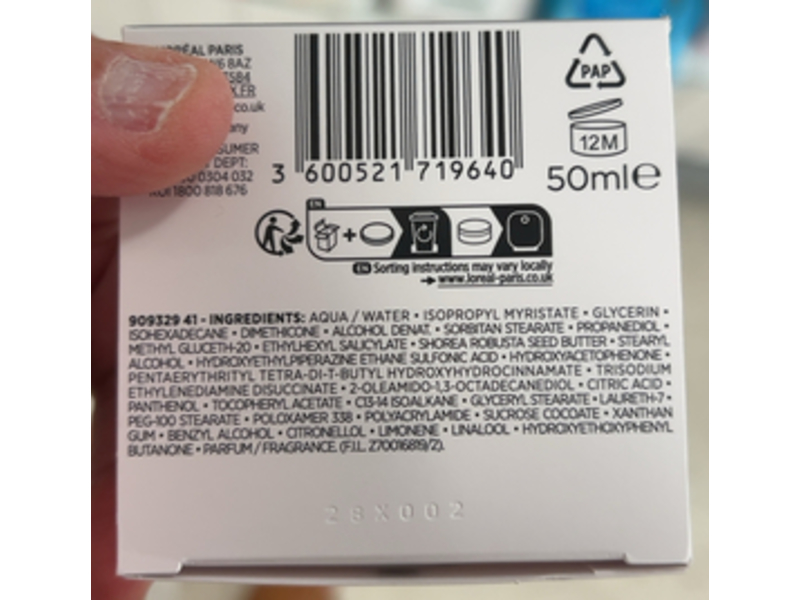 RÉAL PARIS
6 8AZ
co.uk
DEPT:
0304 032
ROI 1800 818 676
3 600521 719640
PAP
12M
50ml e
EN
+
EN Sorting instructions may vary locally
www.loreal-paris.co.uk
909329 41 - INGREDIENTS: AQUA / WATER • ISOPROPYL MYRISTATE • GLYCERIN •
ISOHEXADECANE • DIMETHICONE • ALCOHOL DENAT. • SORBITAN STEARATE • PROPANEDIOL •
METHYL GLUCETH-20 • ETHYLHEXYL SALICYLATE • SHOREA ROBUSTA SEED BUTTER • STEARYL
ALCOHOL • HYDROXYETHYLPIPERAZINE ETHANE SULFONIC ACID • HYDROXYACETOPHENONE •
PENTAERYTHRITYL TETRA-DI-T-BUTYL HYDROXYHYDROCINNAMATE • TRISODIUM
ETHYLENEDIAMINE DISUCCINATE • 2-OLEAMIDO-1,3-OCTADECANEDIOL • CITRIC ACID •
PANTHENOL • TOCOPHERYL ACETATE • C13-14 ISOALKANE • GLYCERYL STEARATE • LAURETH-7 •
PEG-100 STEARATE • POLOXAMER 338 • POLYACRYLAMIDE • SUCROSE COCOATE • XANTHAN
GUM • BENZYL ALCOHOL • CITRONELLOL • LIMONENE • LINALOOL • HYDROXYETHOXYPHENYL
BUTANONE • PARFUM / FRAGRANCE. (F.I.L. Z70016819/2).
28X002